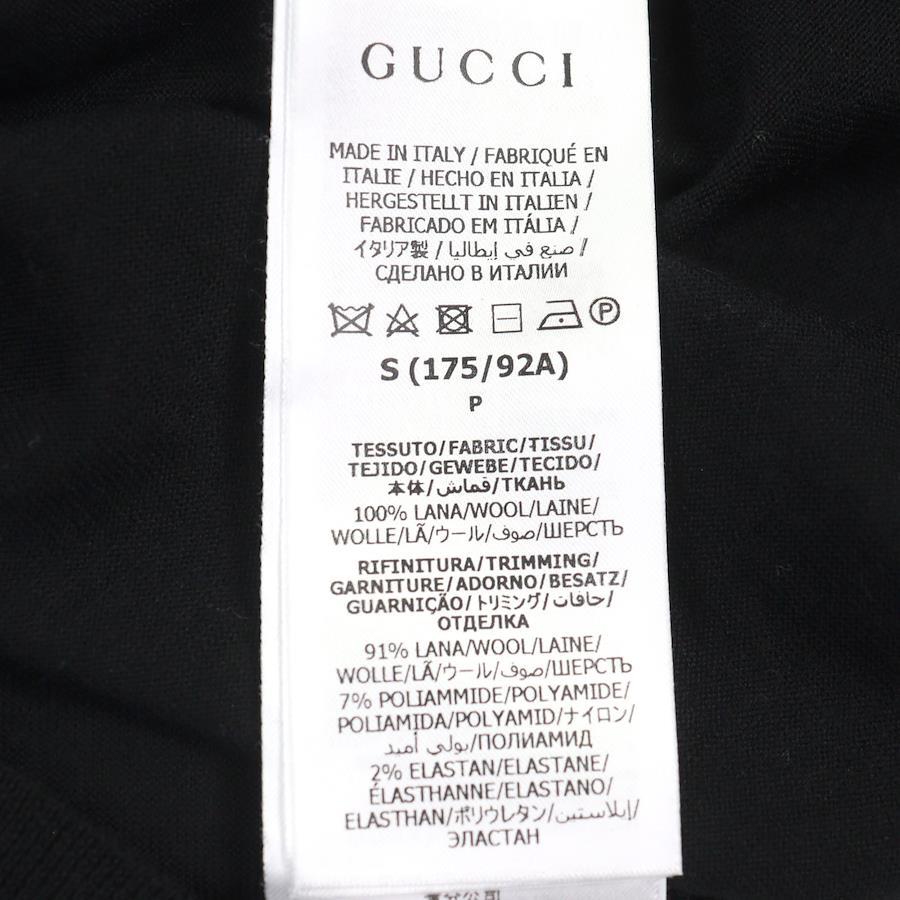 GUCCI
MADE IN ITALY / FABRIQUÉ EN
ITALIE / HECHO EN ITALIA /
HERGESTELLT IN ITALIEN /
FABRICADO EM ITÁLIA /
イタリア製 / صنع في إيطاليا /
СДЕЛАНО В ИТАЛИИ
P
S (175/92A)
P
TESSUTO/FABRIC/TISSU/
TEJIDO/GEWEBE/TECIDO/
本体/قماش/ТКАНЬ
100% LANA/WOOL/LAINE/
WOLLE/LÃ/ウール/صوف/ШЕРСТЬ
RIFINITURA/TRIMMING/
GARNITURE/ADORNO/BESATZ/
GUARNIÇÃO/トリミング/حافات/
ОТДЕЛКА
91% LANA/WOOL/LAINE/
WOLLE/LÃ/ウール/صوف/ШЕРСТЬ
7% POLIAMMIDE/POLYAMIDE/
POLIAMIDA/POLYAMID/ナイロン/
بولي أميد/ПОЛИАМИД
2% ELASTAN/ELASTANE/
ÉLASTHANNE/ELASTANO/
ELASTHAN/ポリウレタン/إيلاستين/
ЭЛАСТАН